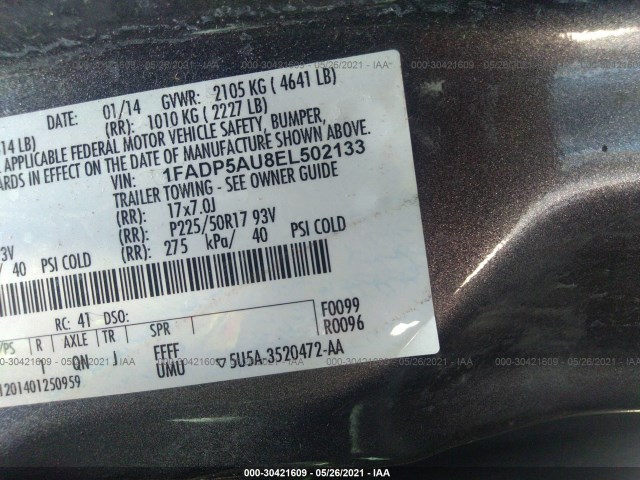 000-30421609 - 05/26/2021 - IAA
DATE: 01/14 GVWR: 2105 KG ( 4641 LB)
14 LB) (RR): 1010 KG ( 2227 LB)
APPLICABLE FEDERAL MOTOR VEHICLE SAFETY, BUMPER,
ARDS IN EFFECT ON THE DATE OF MANUFACTURE SHOWN ABOVE.
VIN: 1FADP5AU8EL502133
TRAILER TOWING - SEE OWNER GUIDE
(RR): 17x7.0J
93V (RR): P225/50R17 93V
/ 40 PSI COLD (RR): 275 kPa/ 40 PSI COLD
RC: 41 DSO: F0099
/PS R AXLE TR SPR R0096
I QN J FFFF
UMU ▽5U5A-3520472-AA
1201401250959
000-30421609 - 05/26/2021 - IAA